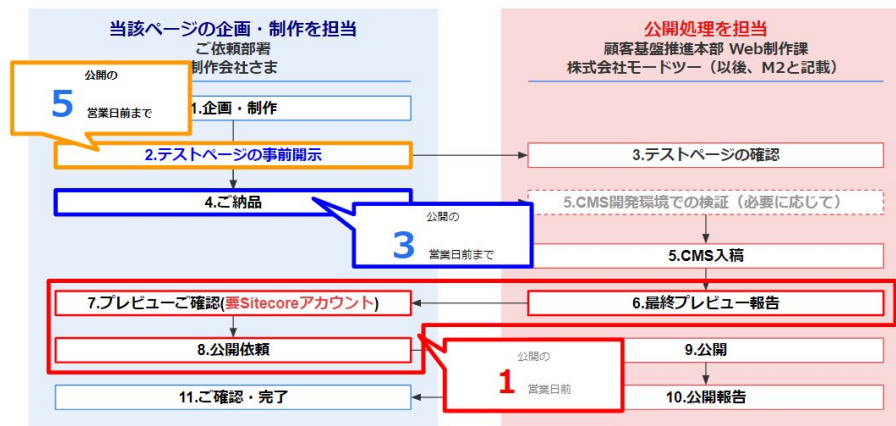 当該ページの企画・制作を担当
ご依頼部署
制作会社さま
公開処理を担当
顧客基盤推進本部 Web制作課
株式会社モードツー（以後、M2と記載）
公開の
5 営業日前まで
1.企画・制作
2.テストページの事前開示
3.テストページの確認
4.ご納品
公開の
3 営業日前まで
5.CMS開発環境での検証（必要に応じて）
5.CMS入稿
7.プレビューご確認(要Sitecoreアカウント)
6.最終プレビュー報告
8.公開依頼
公開の
1 営業日前
9.公開
11.ご確認・完了
10.公開報告